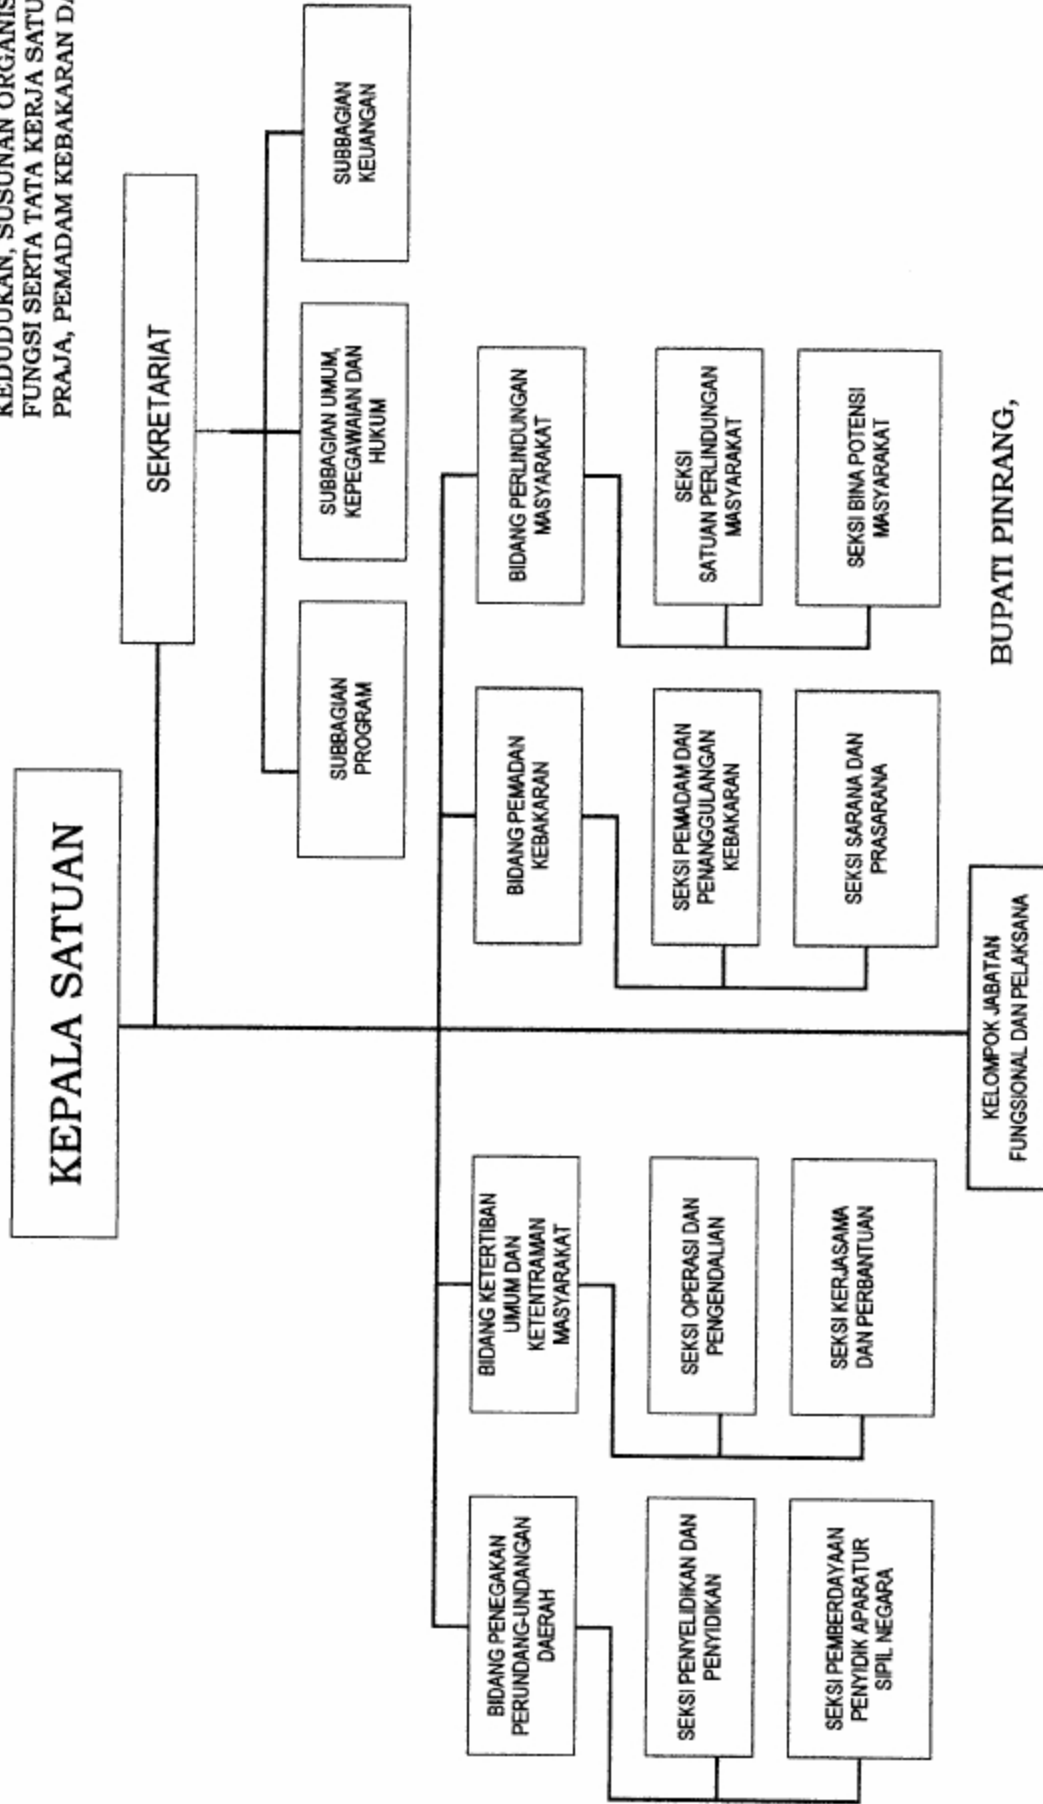 KEDUDUKAN, SUSUNAN ORGANIS
FUNGSI SERTA TATA KERJA SATU
PRAJA, PEMADAM KEBAKARAN DA
KEPALA SATUAN
SEKRETARIAT
SUBBAGIAN
PROGRAM
SUBBAGIAN UMUM,
KEPEGAWAIAN DAN
HUKUM
SUBBAGIAN
KEUANGAN
BIDANG PENEGAKAN
PERUNDANG-UNDANGAN
DAERAH
BIDANG KETERTIBAN
UMUM DAN
KETENTRAMAN
MASYARAKAT
BIDANG PEMADAN
KEBAKARAN
BIDANG PERLINDUNGAN
MASYARAKAT
SEKSI PENYELIDIKAN DAN
PENYIDIKAN
SEKSI OPERASI DAN
PENGENDALIAN
SEKSI PEMADAM DAN
PENANGGULANGAN
KEBAKARAN
SEKSI
SATUAN PERLINDUNGAN
MASYARAKAT
SEKSI PEMBERDAYAAN
PENYIDIK APARATUR
SIPIL NEGARA
SEKSI KERJASAMA
DAN PERBANTUAN
SEKSI SARANA DAN
PRASARANA
SEKSI BINA POTENSI
MASYARAKAT
KELOMPOK JABATAN
FUNGSIONAL DAN PELAKSANA
BUPATI PINRANG,